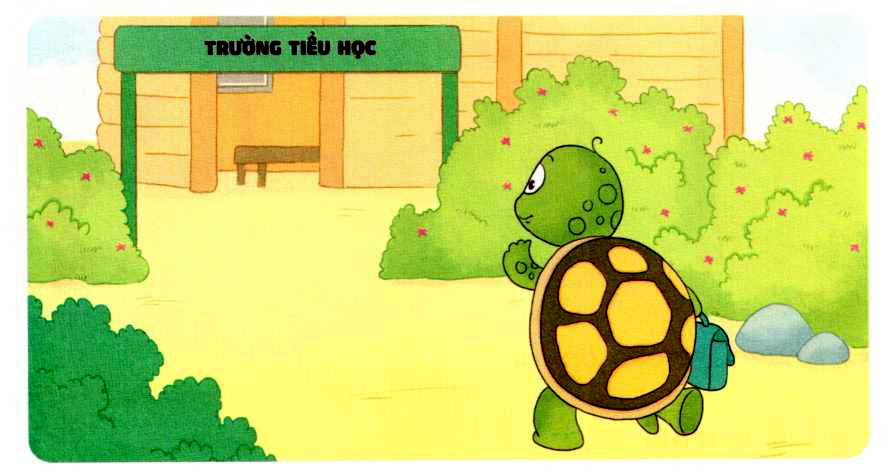 TRƯỜNG TIỂU HỌC